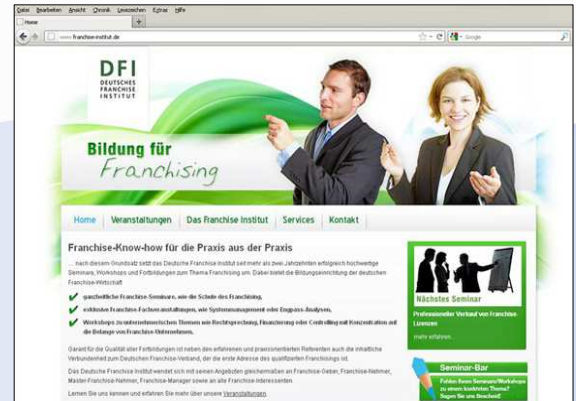 Datei Bearbeiten Ansicht Chronik Lesezeichen Extras Hilfe
Home
www.franchise-institut.de
Google
DFI
DEUTSCHES
FRANCHISE
INSTITUT
Bildung für
Franchising
Home Veranstaltungen Das Franchise Institut Services Kontakt
Franchise-Know-how für die Praxis aus der Praxis
... nach diesem Grundsatz setzt das Deutsche Franchise Institut seit mehr als zwei Jahrzehnten erfolgreich hochwertige
Seminare, Workshops und Fortbildungen zum Thema Franchising um. Dabei bietet die Bildungseinrichtung der deutschen
Franchise-Wirtschaft
ganzheitliche Franchise-Seminare, wie die Schule des Franchising,
exklusive Franchise-Fachveranstaltungen, wie Systemmanagement oder Engpass-Analysen,
Workshops zu unternehmerischen Themen wie Rechtsprechung, Finanzierung oder Controlling mit Konzentration auf
die Belange von Franchise-Unternehmen.
Garant für die Qualität aller Fortbildungen ist neben den erfahrenen und praxisorientierten Referenten auch die inhaltliche
Verbundenheit zum Deutschen Franchise-Verband, der die erste Adresse des qualifizierten Franchisings ist.
Das Deutsche Franchise Institut wendet sich mit seinen Angeboten gleichermaßen an Franchise-Geber, Franchise-Nehmer,
Master-Franchise-Nehmer, Franchise-Manager sowie an alle Franchise Interessenten.
Lernen Sie uns kennen und erfahren Sie mehr über unsere Veranstaltungen.
Nächstes Seminar
Professioneller Verkauf von Franchise-
Lizenzen
mehr erfahren...
Seminar-Bar
Fehlen Ihnen Seminare/Workshops
zu einem konkreten Thema?
Sagen Sie uns Bescheid!